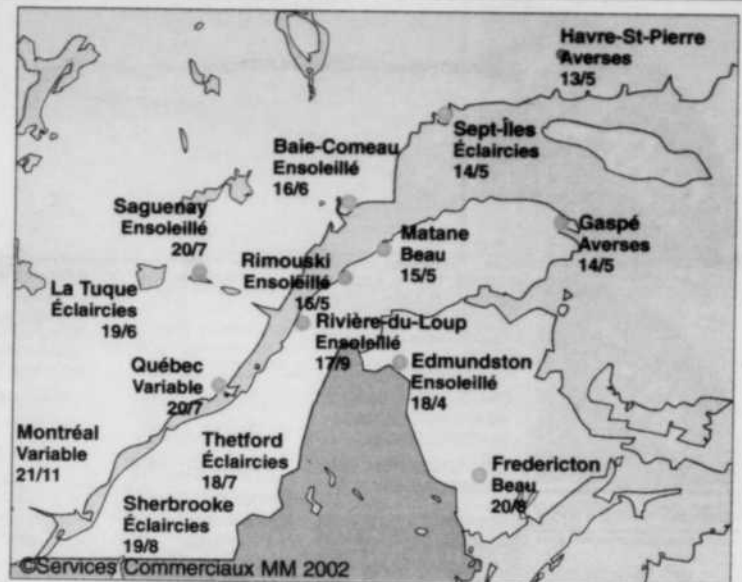 Havre-St-Pierre
Averses
13/5
Sept-Îles
Éclaircies
14/5
Baie-Comeau
Ensoleillé
16/6
Saguenay
Ensoleillé
20/7
Gaspé
Averses
14/5
Matane
Beau
15/5
Rimouski
Ensoleillé
16/5
La Tuque
Éclaircies
19/6
Rivière-du-Loup
Ensoleillé
17/9
Québec
Variable
20/7
Edmundston
Ensoleillé
18/4
Montréal
Variable
21/11
Thetford
Éclaircies
18/7
Fredericton
Beau
20/8
Sherbrooke
Éclaircies
19/8
©Services Commerciaux MM 2002